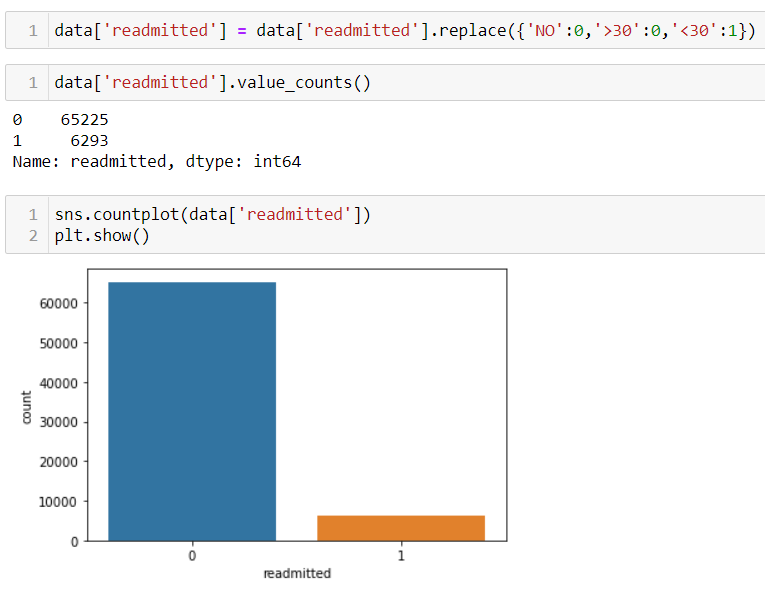 1 data['readmitted'] = data['readmitted'].replace({'NO':0,'>30':0,'<30':1})
1 data['readmitted'].value_counts()
0    65225
1     6293
Name: readmitted, dtype: int64
1 sns.countplot(data['readmitted'])
2 plt.show()
60000
50000
40000
30000
20000
10000
0
count
0 1
readmitted